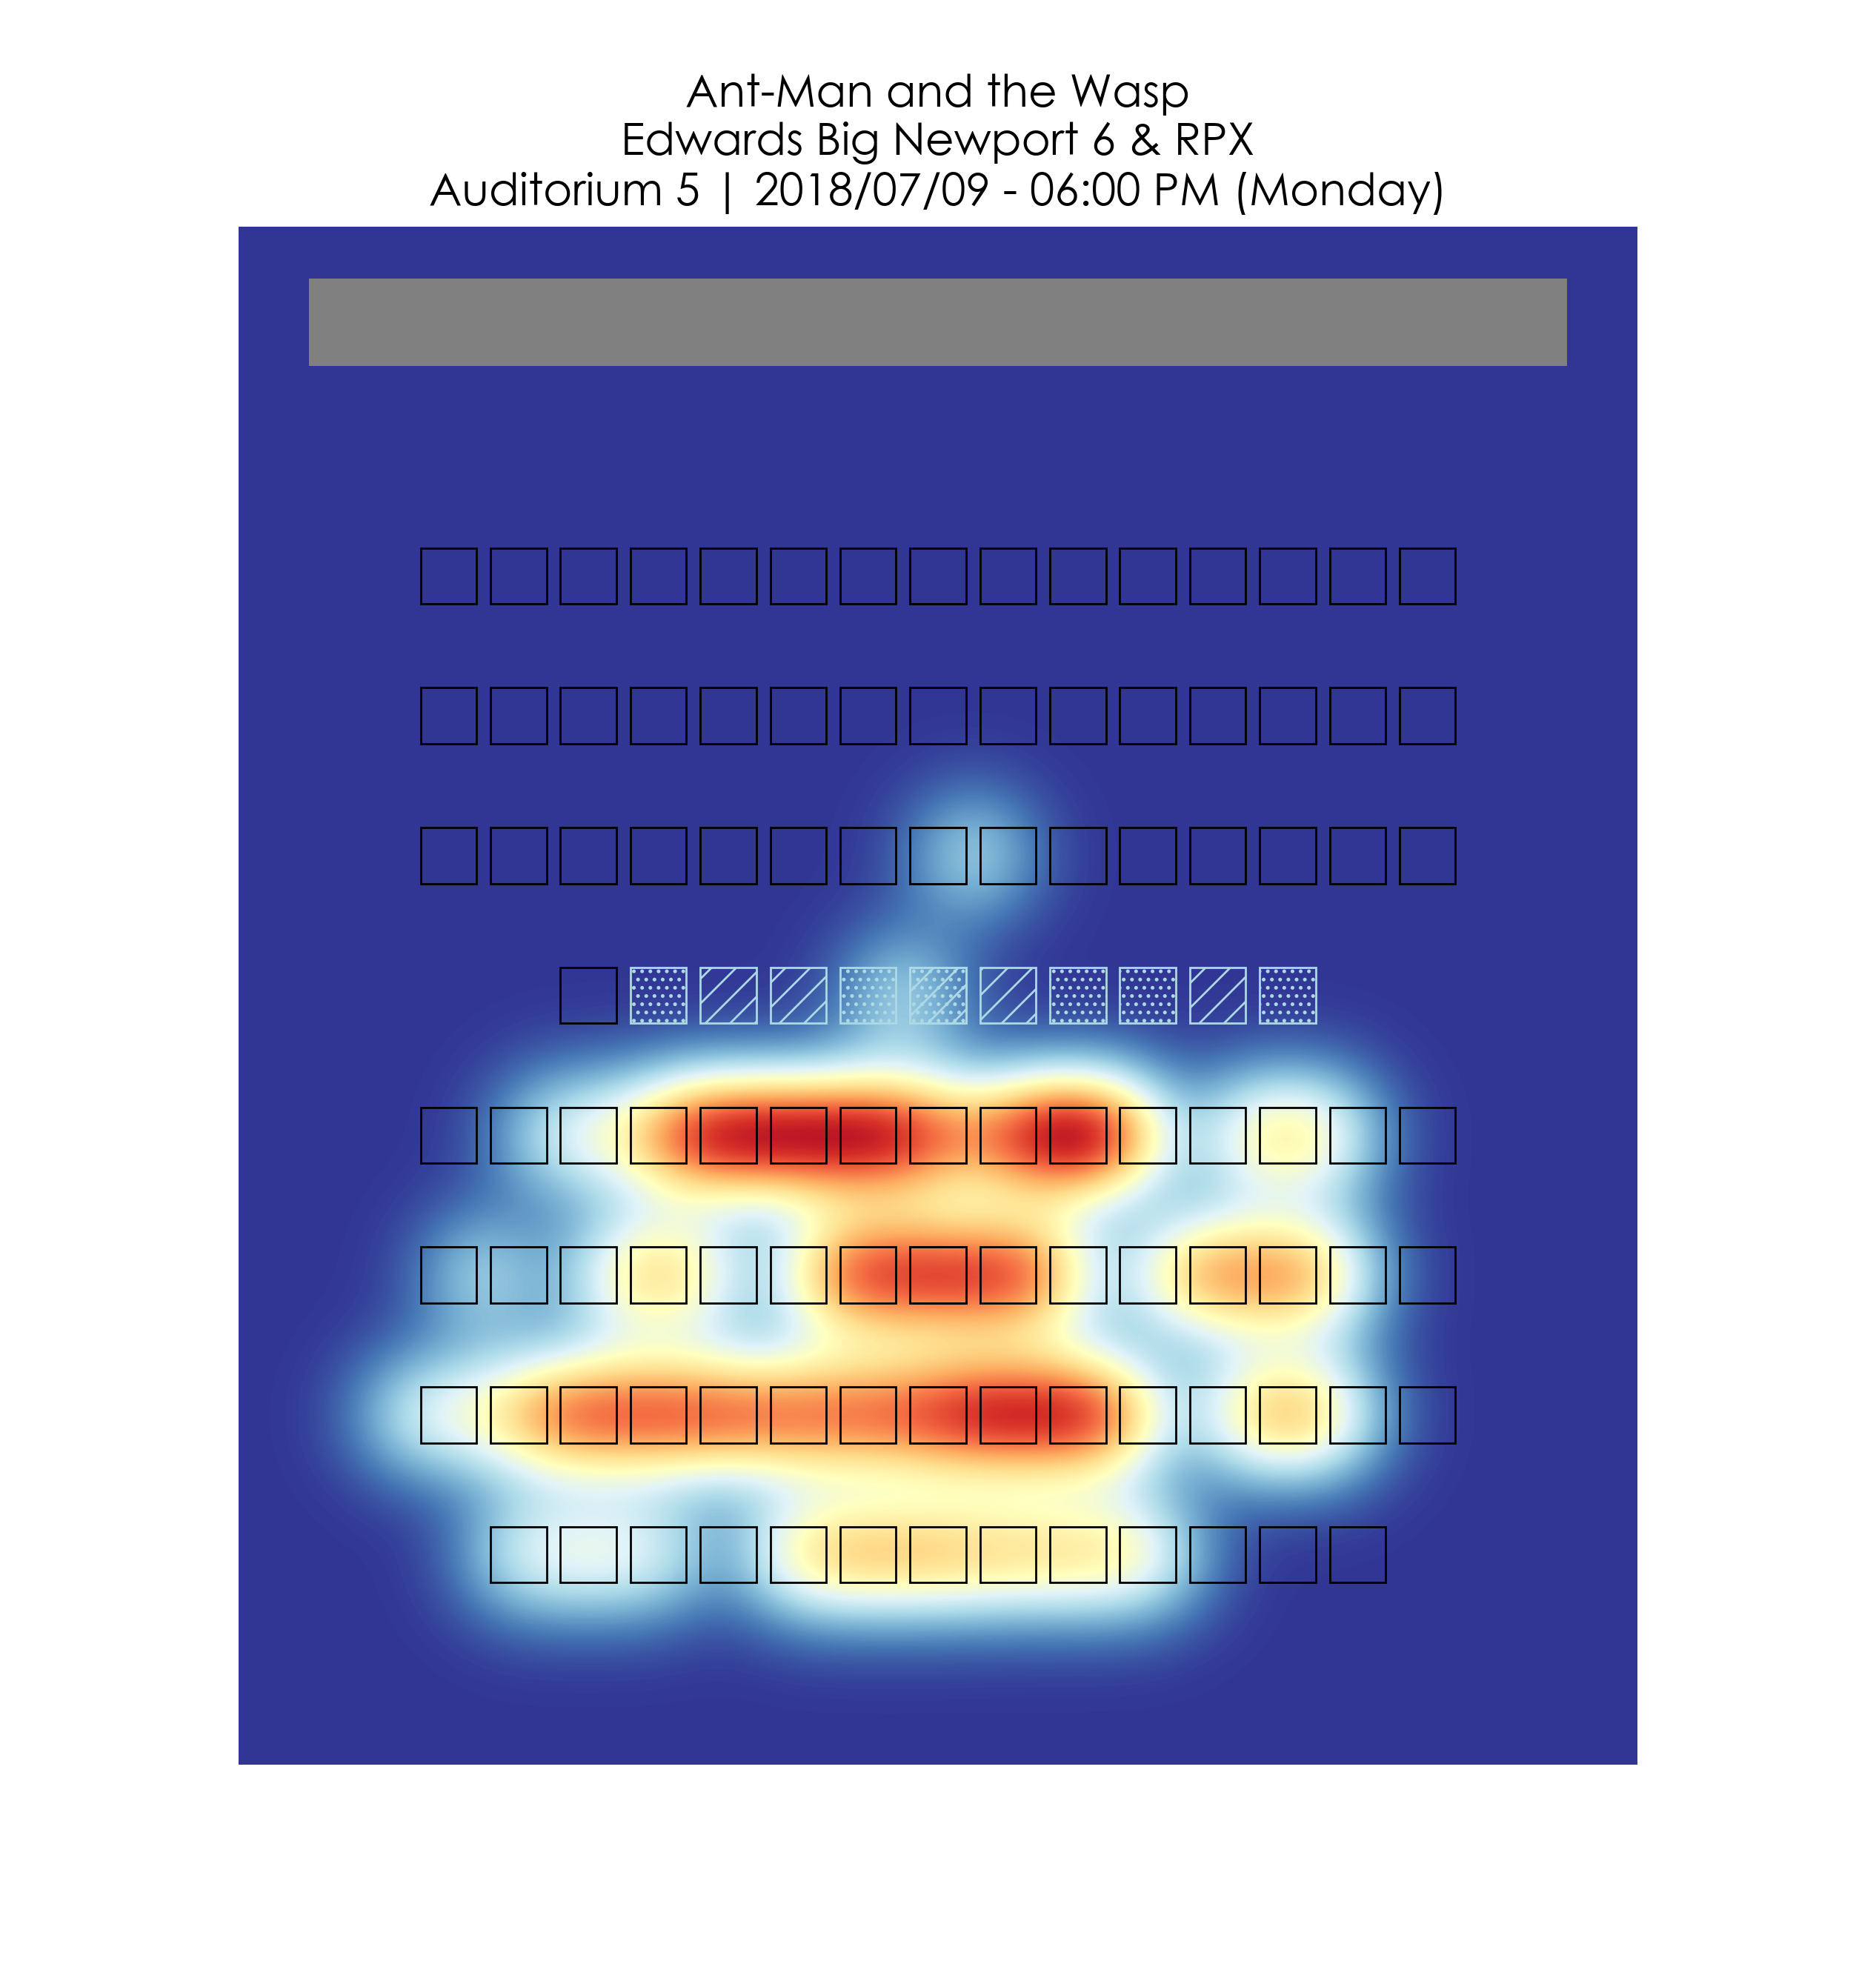 Ant-Man and the Wasp
Edwards Big Newport 6 & RPX
Auditorium 5 | 2018/07/09 - 06:00 PM (Monday)